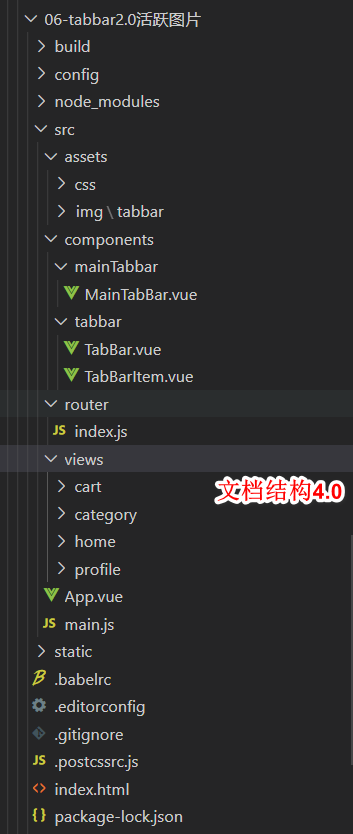 06-tabbar2.0活跃图片
build
config
node_modules
src
assets
css
img\tabbar
components
mainTabbar
MainTabBar.vue
tabbar
TabBar.vue
TabBarItem.vue
router
JS index.js
views
cart
文档结构4.0
category
home
profile
App.vue
JS main.js
static
.babelrc
.editorconfig
.gitignore
JS .postcssrc.js
<> index.html
{} package-lock.json